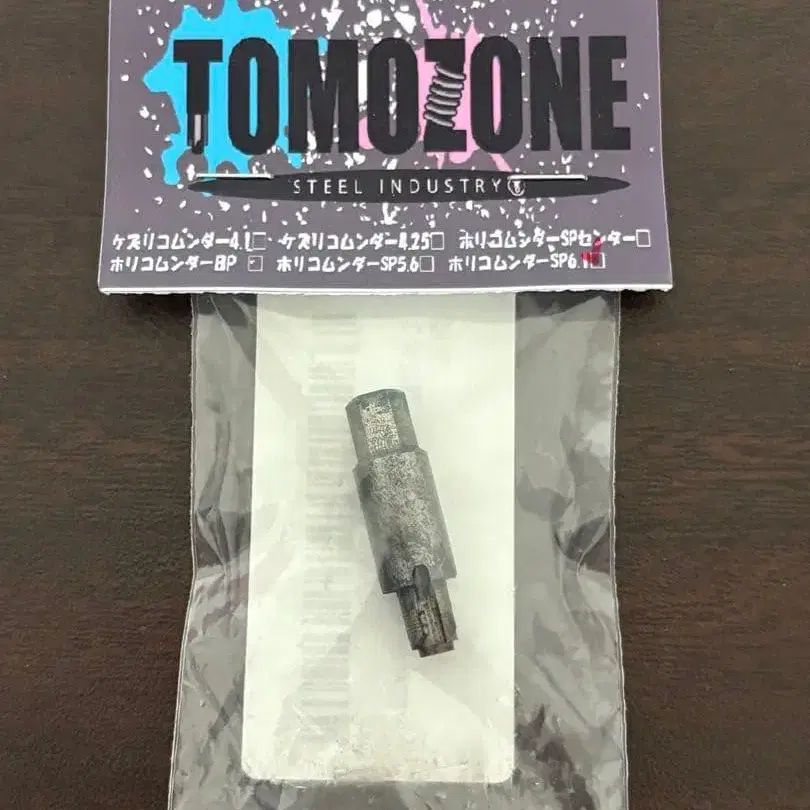 TOMOZONE
STEEL INDUSTRY
ケズリコムンダー4.1□ ケズリコムンダー4.25□ ホリコムンダーSPセンター□
ホリコムンダー8P □ ホリコムンダーSP5.6□ ホリコムンダーSP6.1□